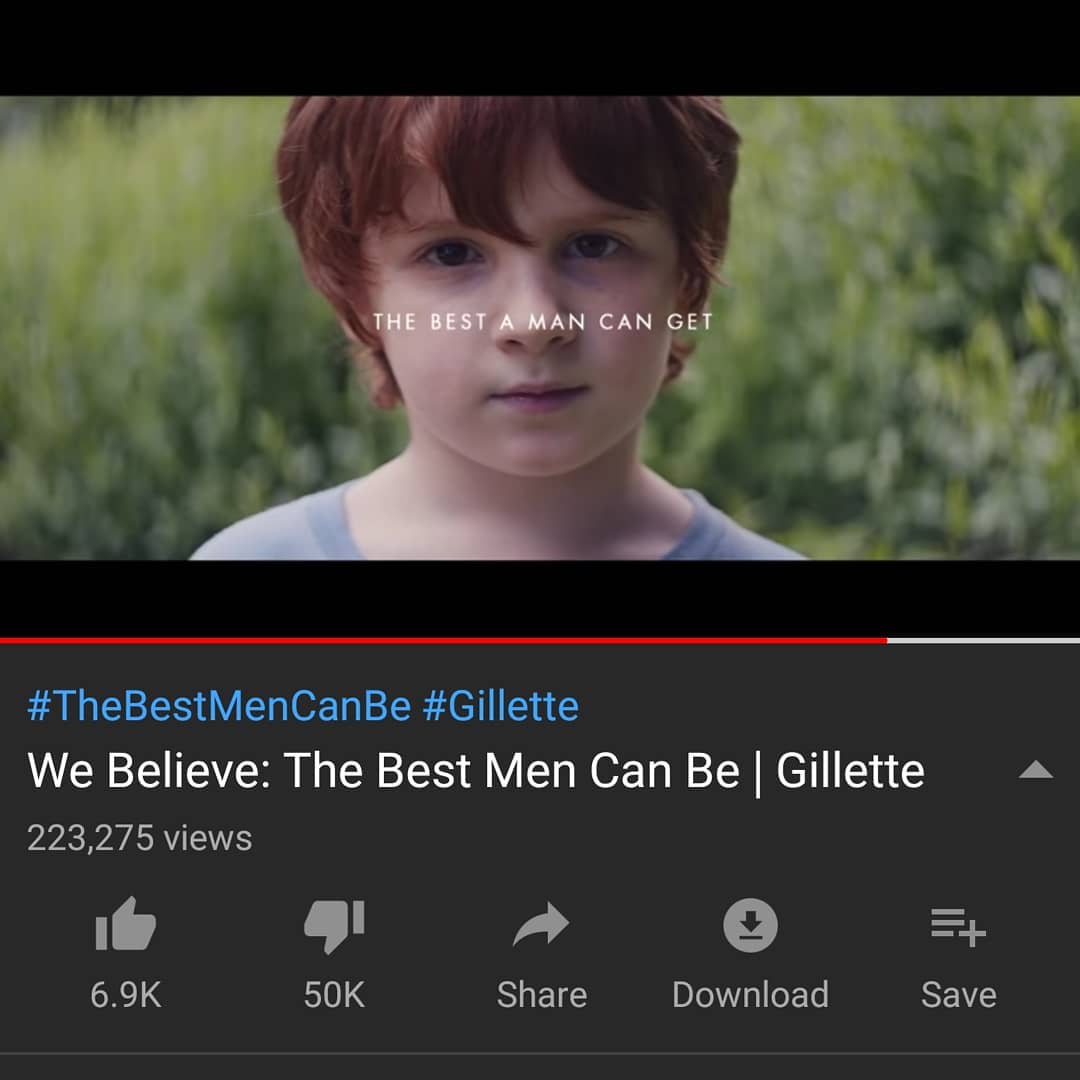 THE BEST A MAN CAN GET
#TheBestMenCanBe #Gillette
We Believe: The Best Men Can Be | Gillette
223,275 views
6.9K 50K Share Download Save